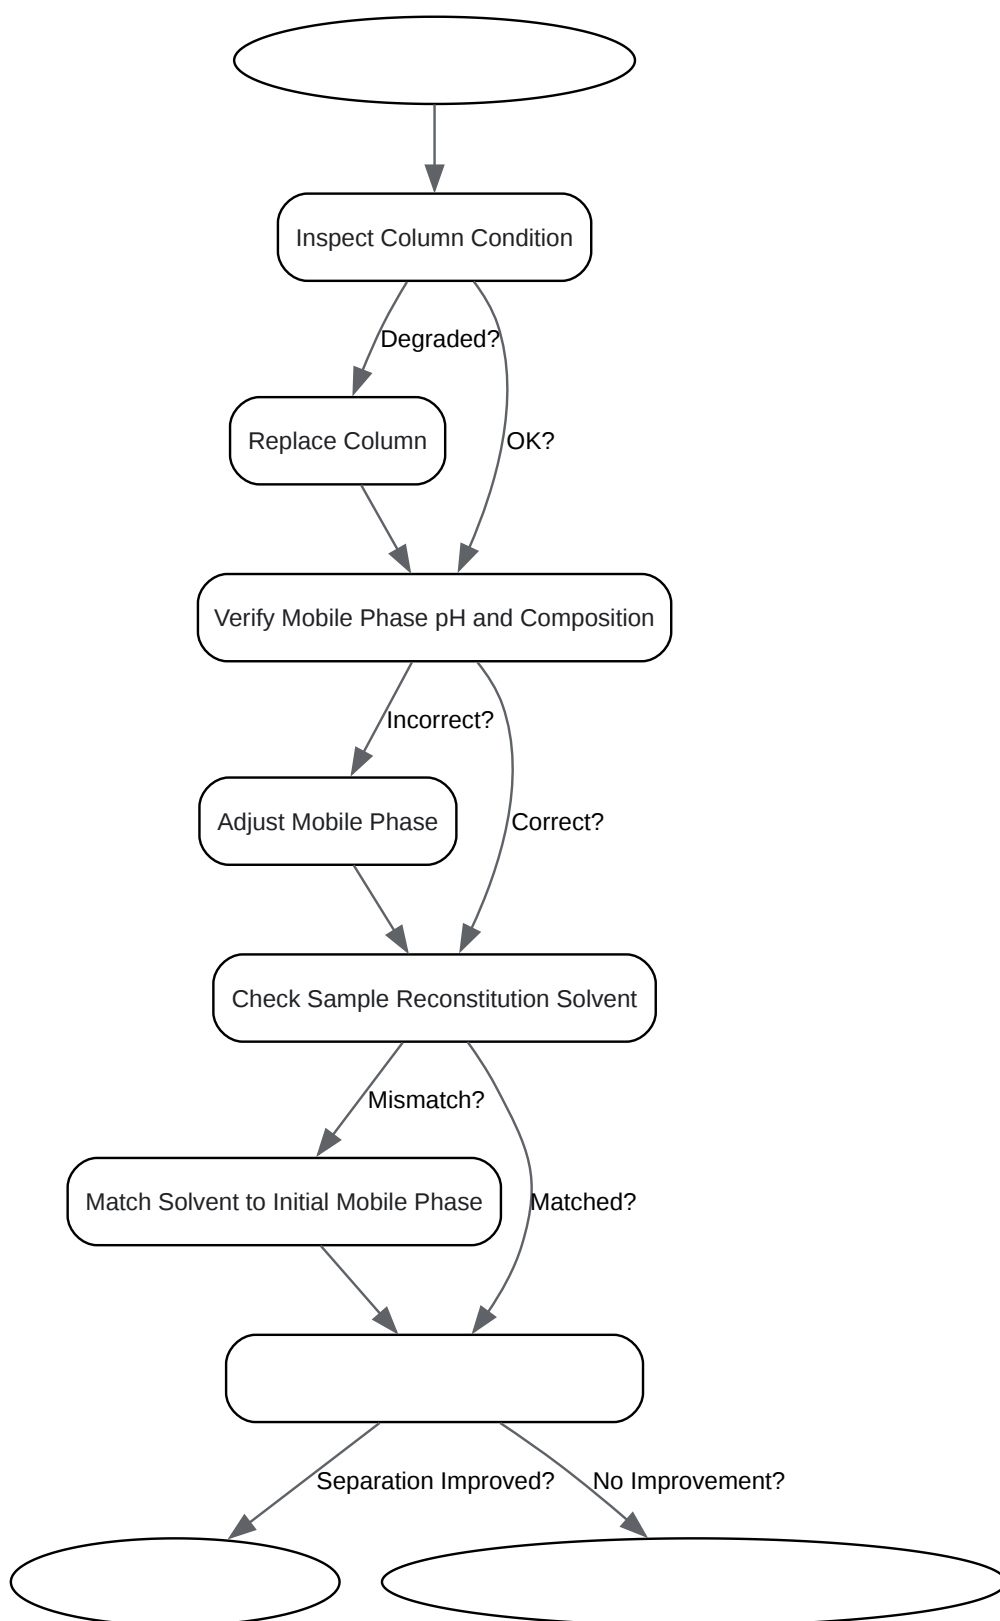 Inspect Column Condition
Degraded?
Replace Column
OK?
Verify Mobile Phase pH and Composition
Incorrect?
Adjust Mobile Phase
Correct?
Check Sample Reconstitution Solvent
Mismatch?
Match Solvent to Initial Mobile Phase
Matched?
Separation Improved?
No Improvement?